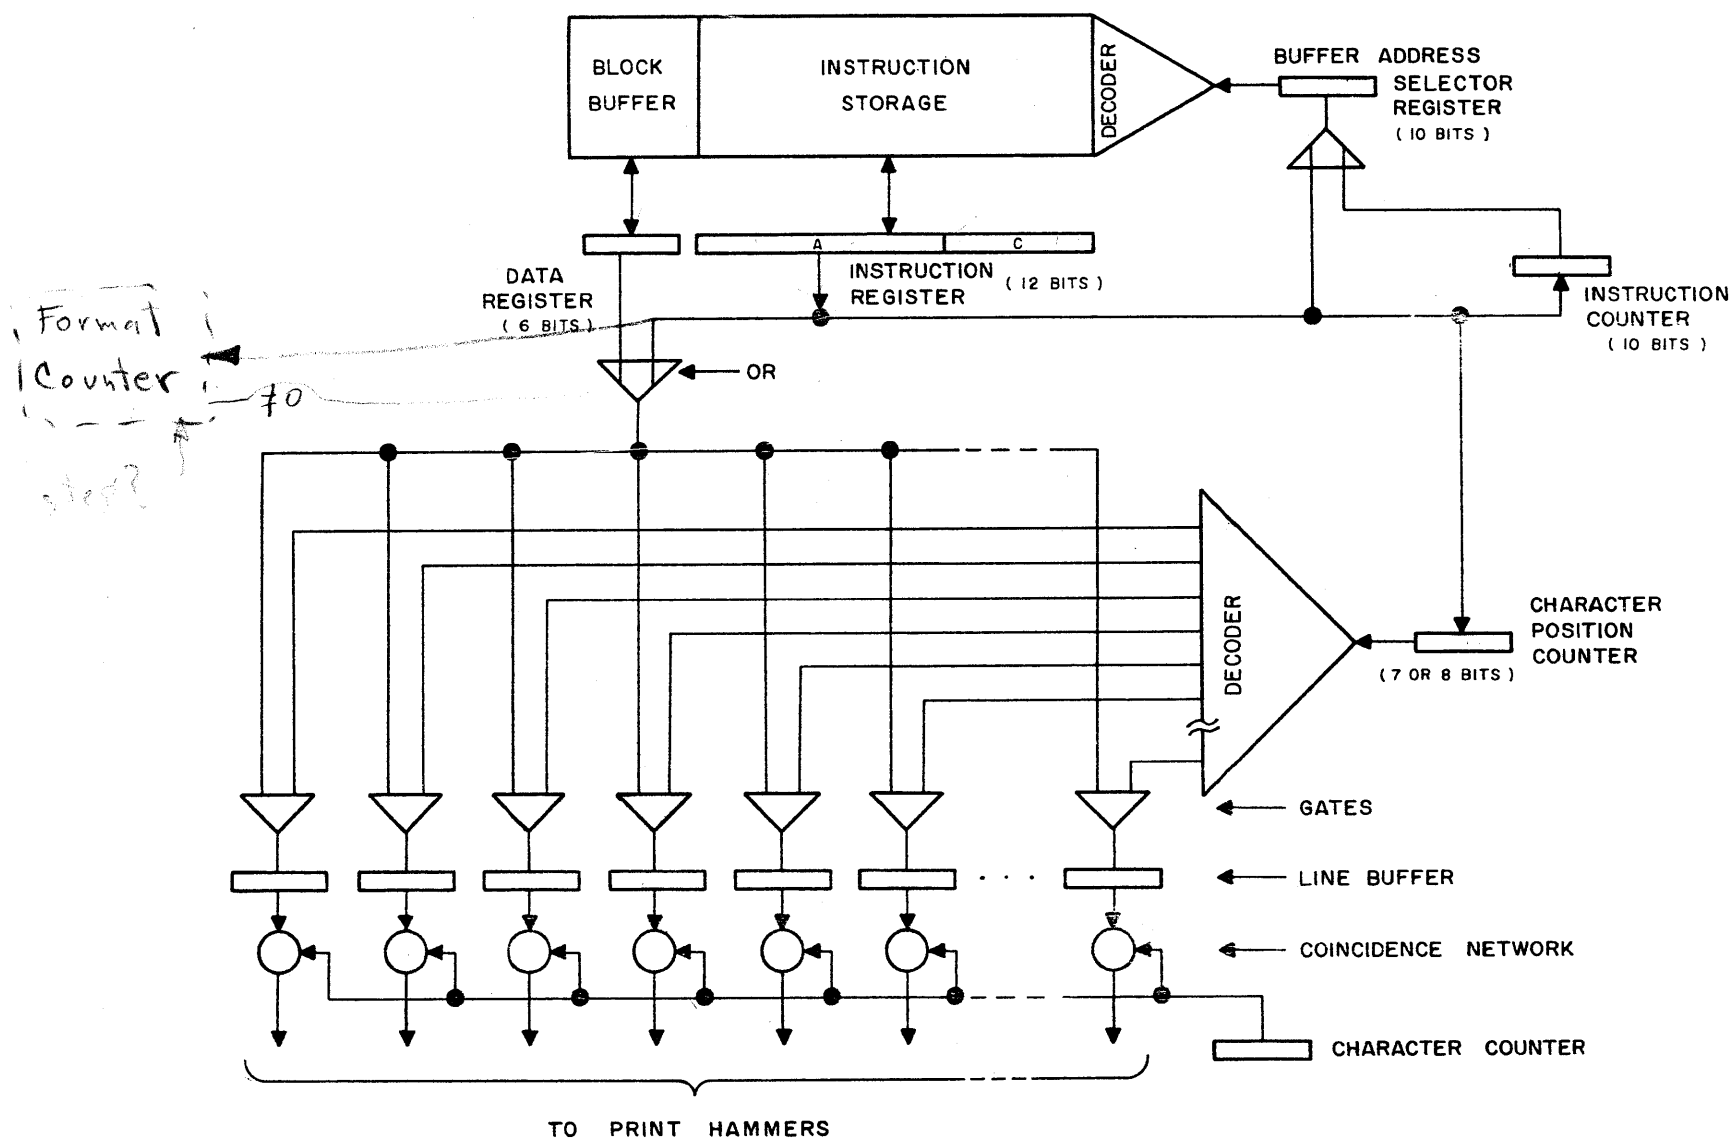 BLOCK
BUFFER
INSTRUCTION
STORAGE
DECODER
BUFFER ADDRESS
SELECTOR
REGISTER
( 10 BITS )
A
C
DATA
REGISTER
( 6 BITS )
INSTRUCTION
REGISTER
( 12 BITS )
INSTRUCTION
COUNTER
( 10 BITS )
Format
Counter
≠0
step?
OR
DECODER
CHARACTER
POSITION
COUNTER
( 7 OR 8 BITS )
GATES
LINE BUFFER
COINCIDENCE NETWORK
CHARACTER COUNTER
TO PRINT HAMMERS